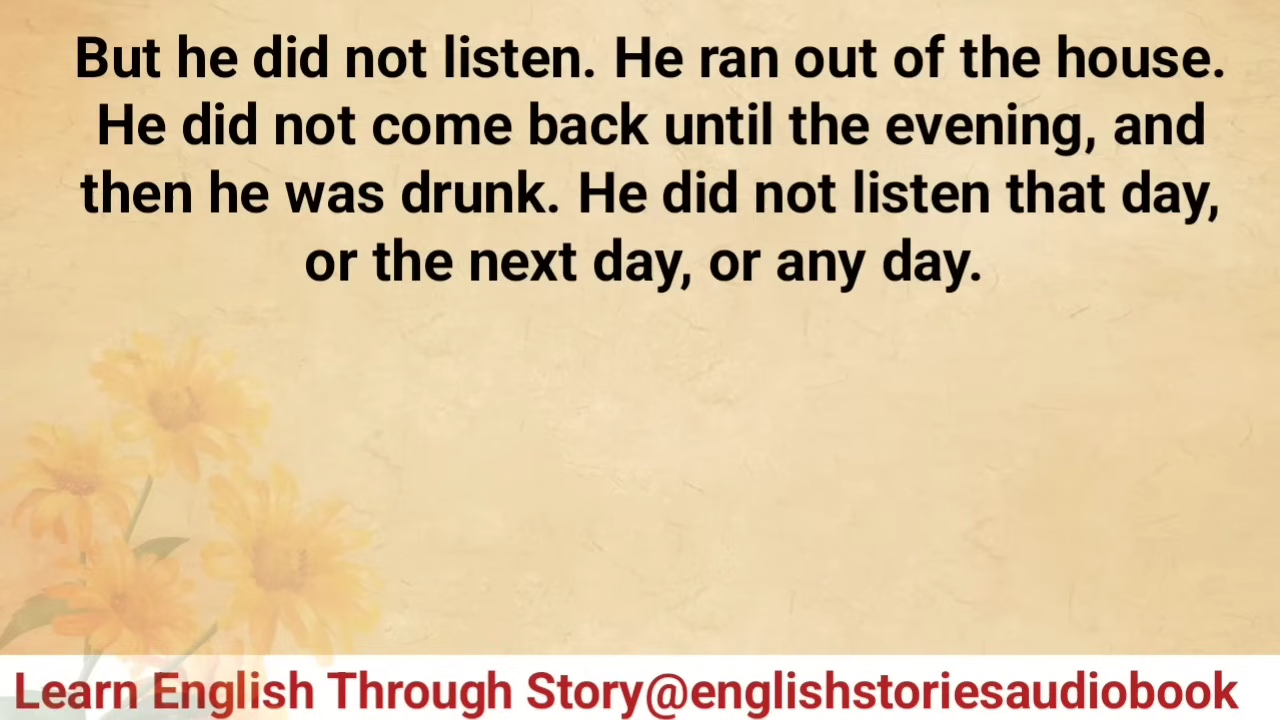 But he did not listen. He ran out of the house.
He did not come back until the evening, and
then he was drunk. He did not listen that day,
or the next day, or any day.
Learn English Through Story@englishstoriesaudiobook